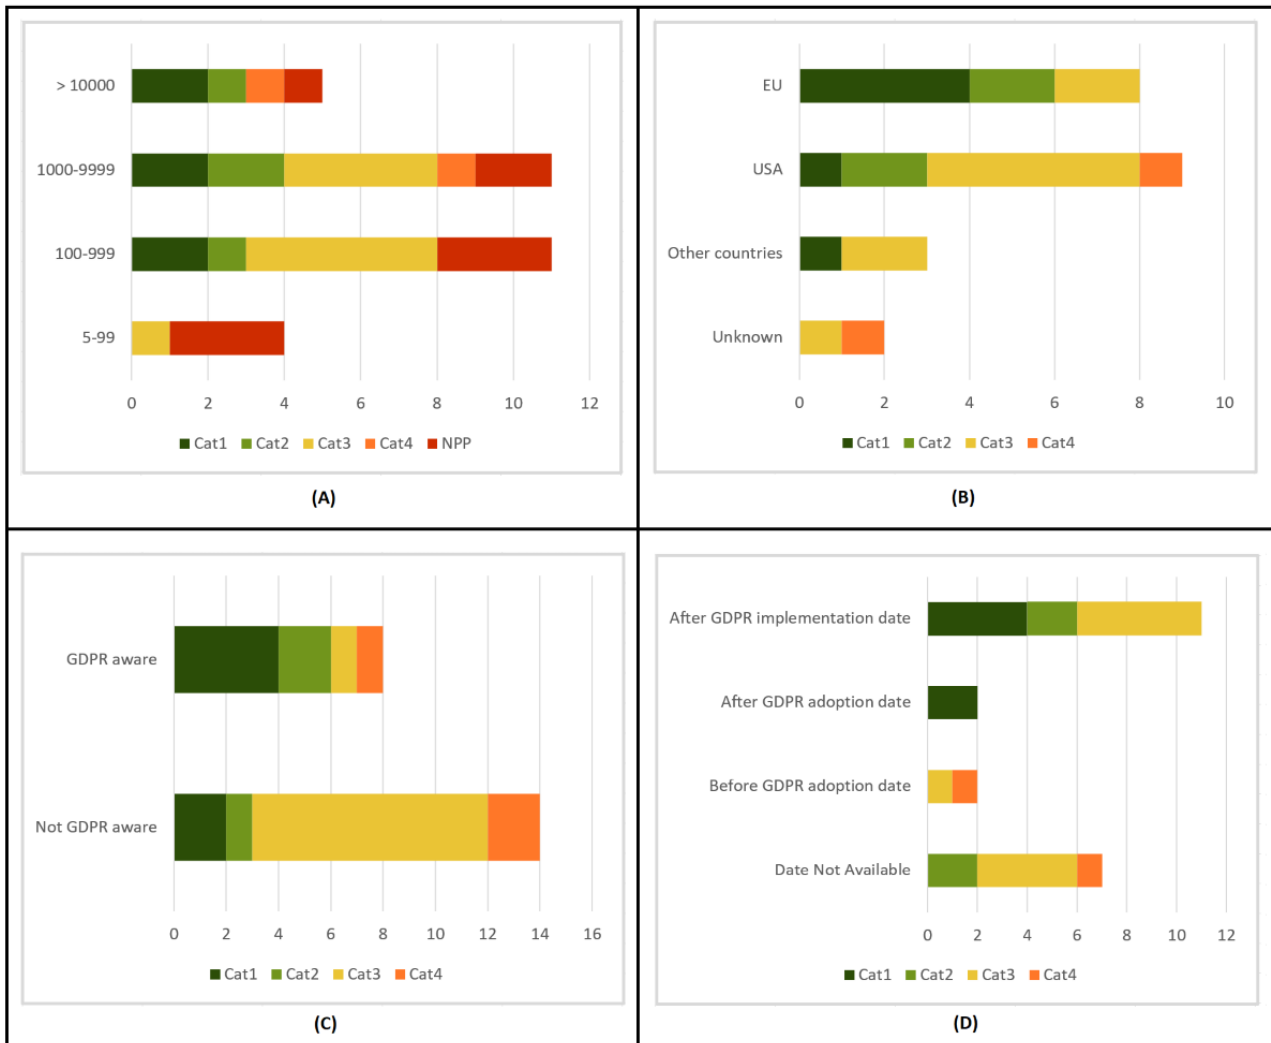 > 10000
1000-9999
100-999
5-99
0 2 4 6 8 10 12
Cat1 Cat2 Cat3 Cat4 NPP
(A)
EU
USA
Other countries
Unknown
0 2 4 6 8 10
Cat1 Cat2 Cat3 Cat4
(B)
GDPR aware
Not GDPR aware
0 2 4 6 8 10 12 14 16
Cat1 Cat2 Cat3 Cat4
(C)
After GDPR implementation date
After GDPR adoption date
Before GDPR adoption date
Date Not Available
0 2 4 6 8 10 12
Cat1 Cat2 Cat3 Cat4
(D)